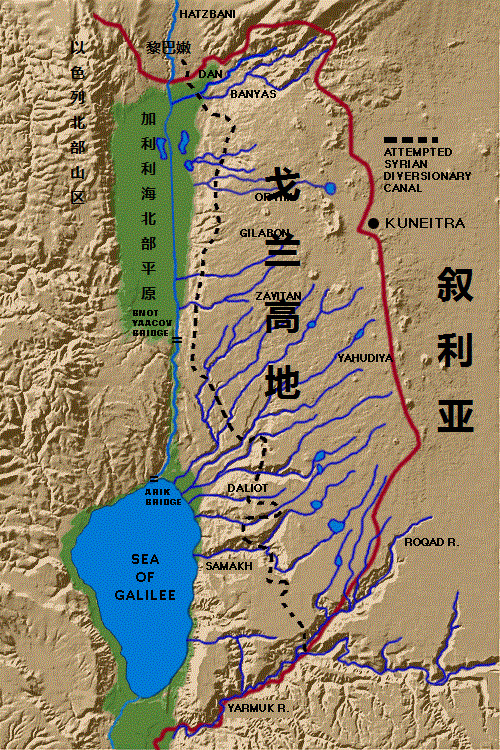 HATZBANI
黎巴嫩
DAN
BANYAS
以色列北部山区
加利利海北部平原
ATTEMPTED
SYRIAN
DIVERSIONARY
CANAL
戈兰高地
GILABON
KUNEITRA
叙利亚
ZAVITAN
BNOT
YAACOV
BRIDGE
YAHUDIYA
DALIOT
ARIK
BRIDGE
ROQAD R.
SEA
OF
GALILEE
SAMAKH
YARMUK R.